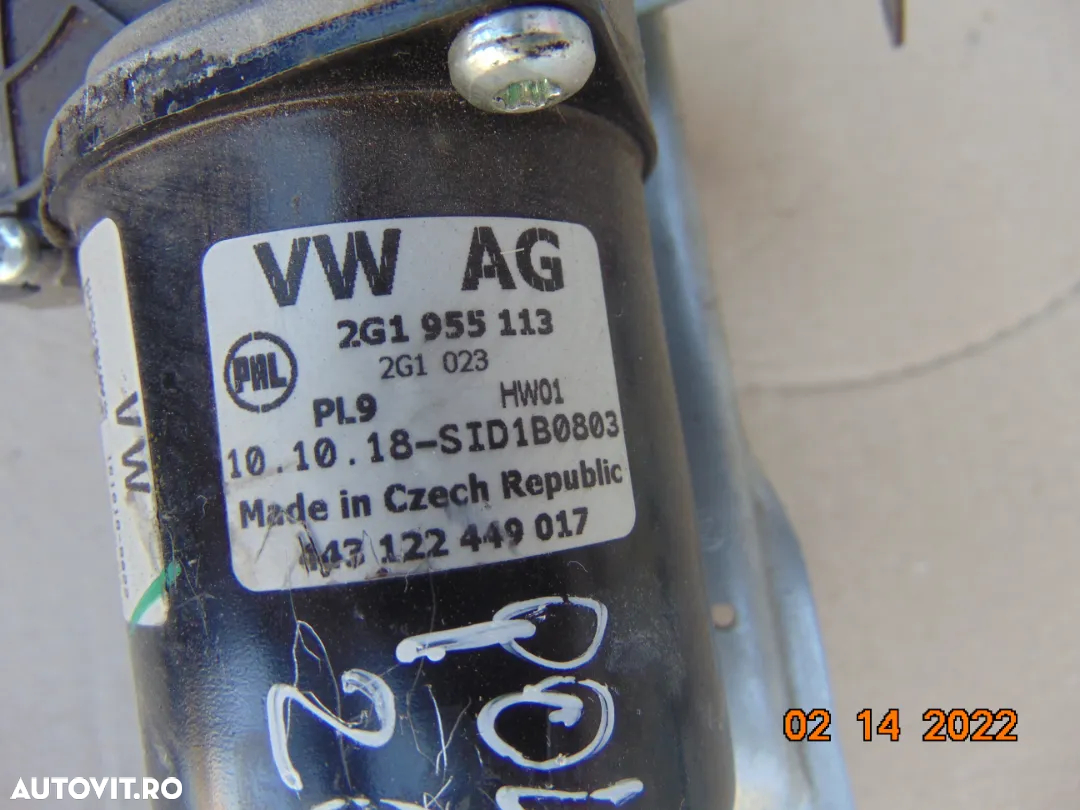 VW AG
2G1 955 113
PHL
2G1 023
PL9 HW01
10.10.18-SID1B0803
Made in Czech Republic
443 122 449 017
VW
02 14 2022
AUTOVIT.RO